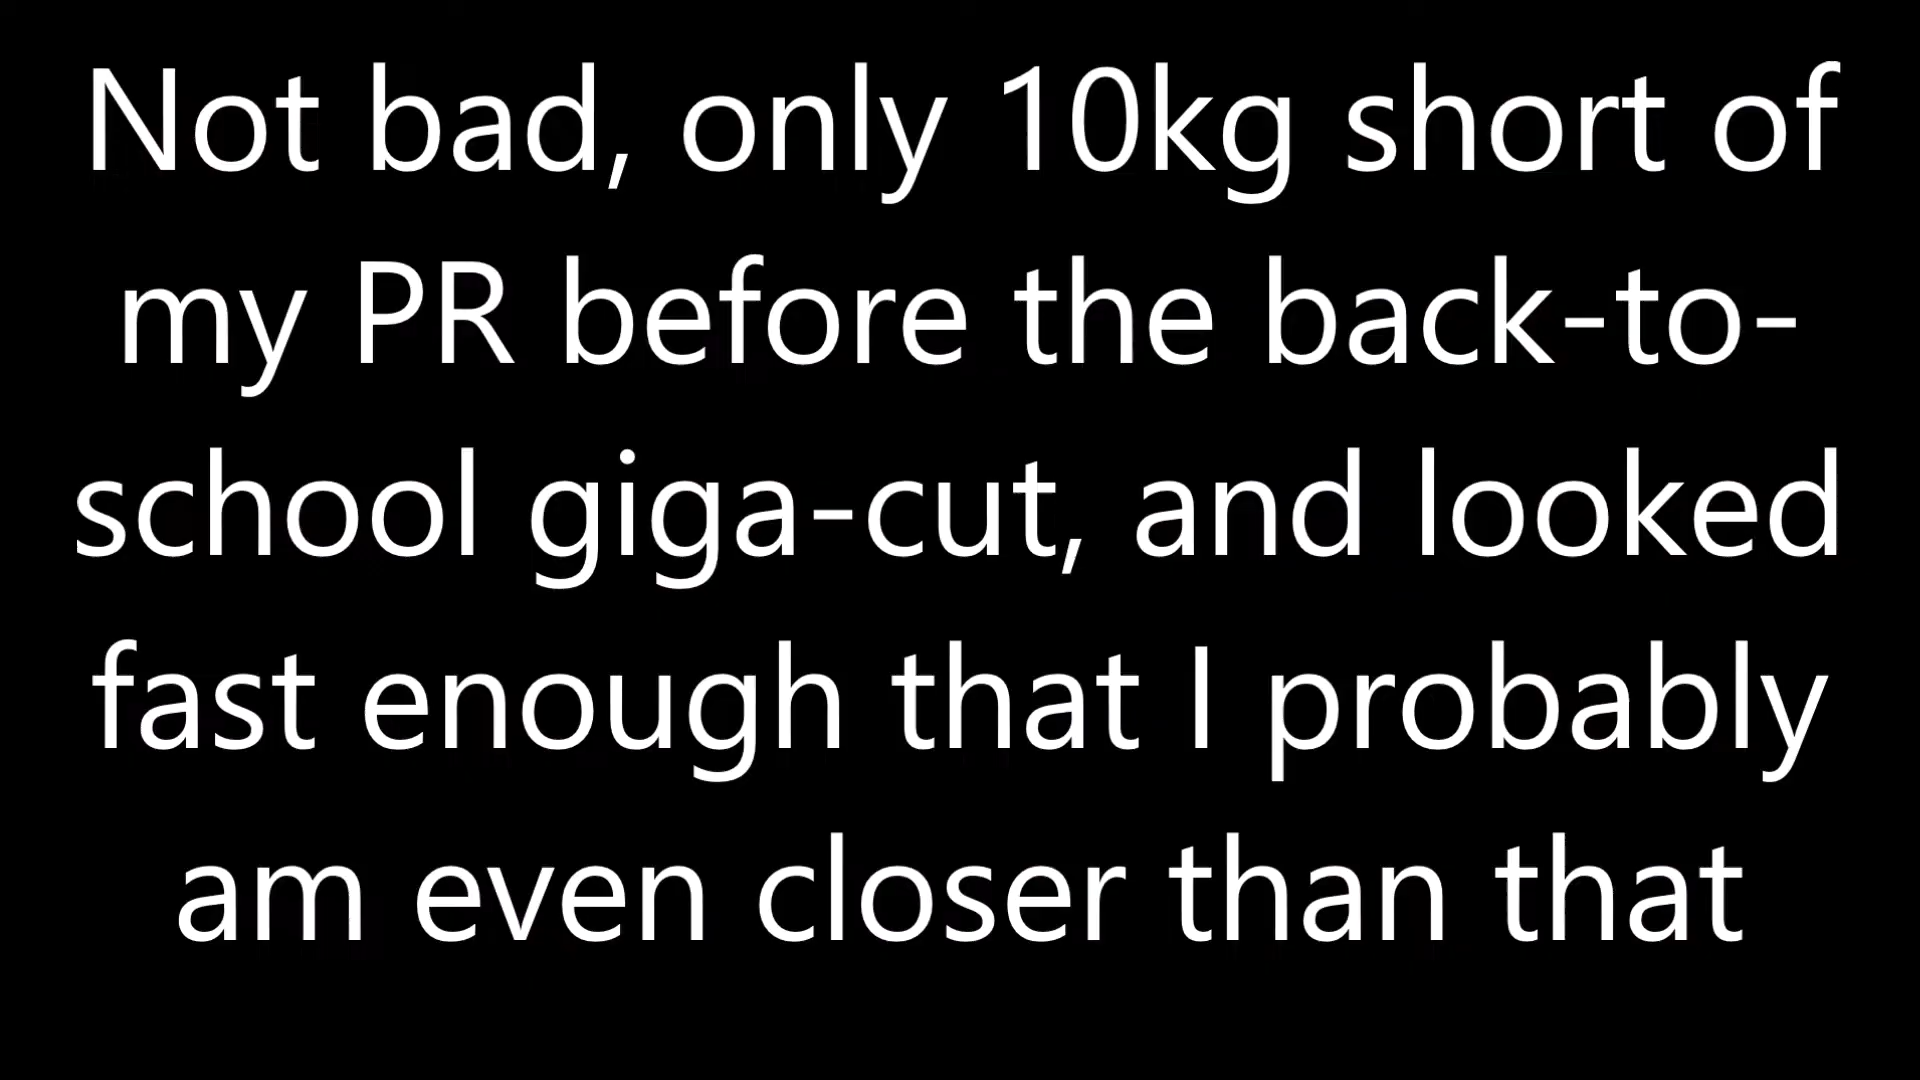 Not bad, only 10kg short of
my PR before the back-to-
school giga-cut, and looked
fast enough that I probably
am even closer than that